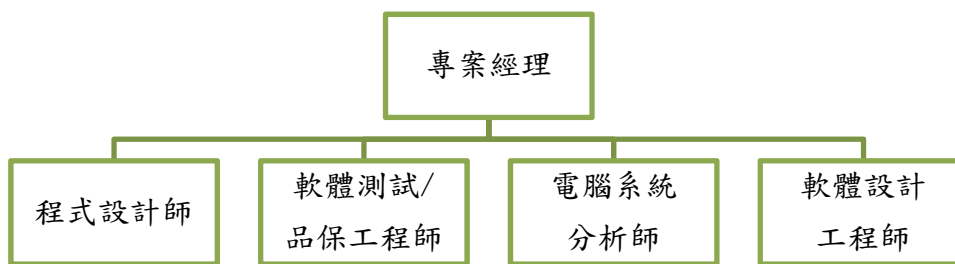 專案經理
程式設計師
軟體測試/
品保工程師
電腦系統
分析師
軟體設計
工程師